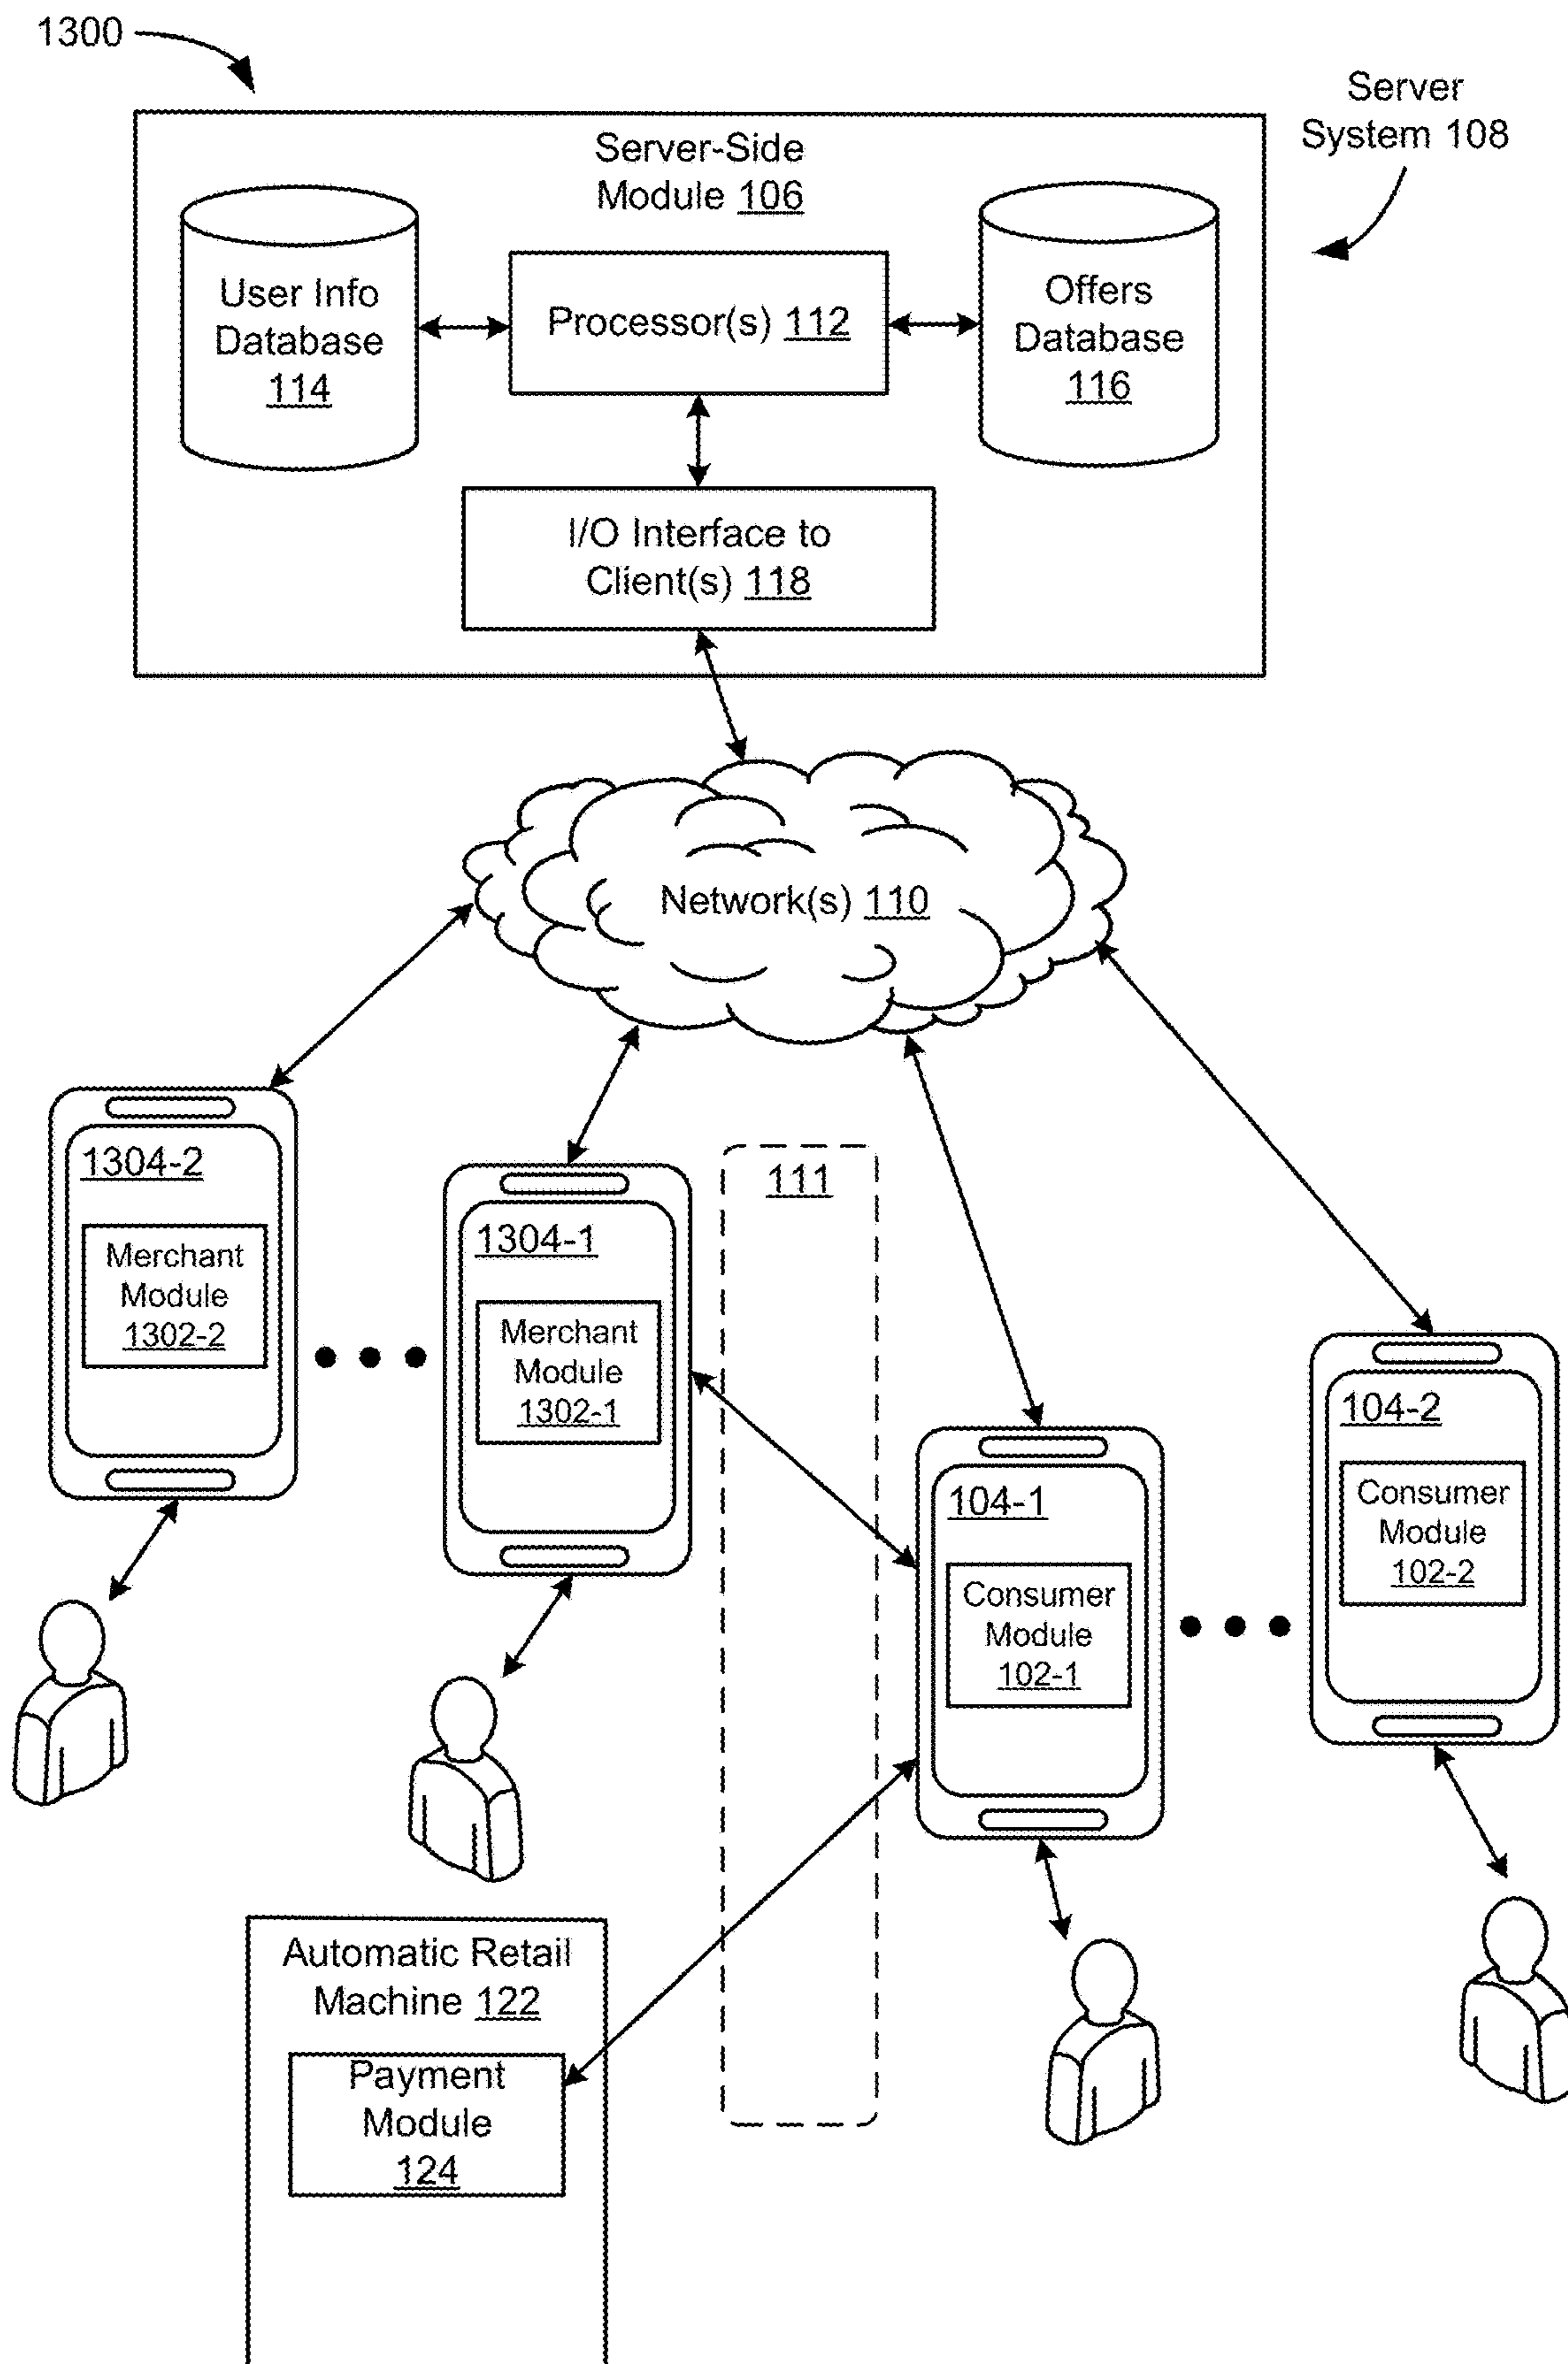 1300
Server
System 108
Server-Side
Module 106
User Info
Database
114
Processor(s) 112
Offers
Database
116
I/O Interface to
Client(s) 118
Network(s) 110
1304-2
Merchant
Module
1302-2
1304-1
Merchant
Module
1302-1
111
104-1
Consumer
Module
102-1
104-2
Consumer
Module
102-2
Automatic Retail
Machine 122
Payment
Module
124